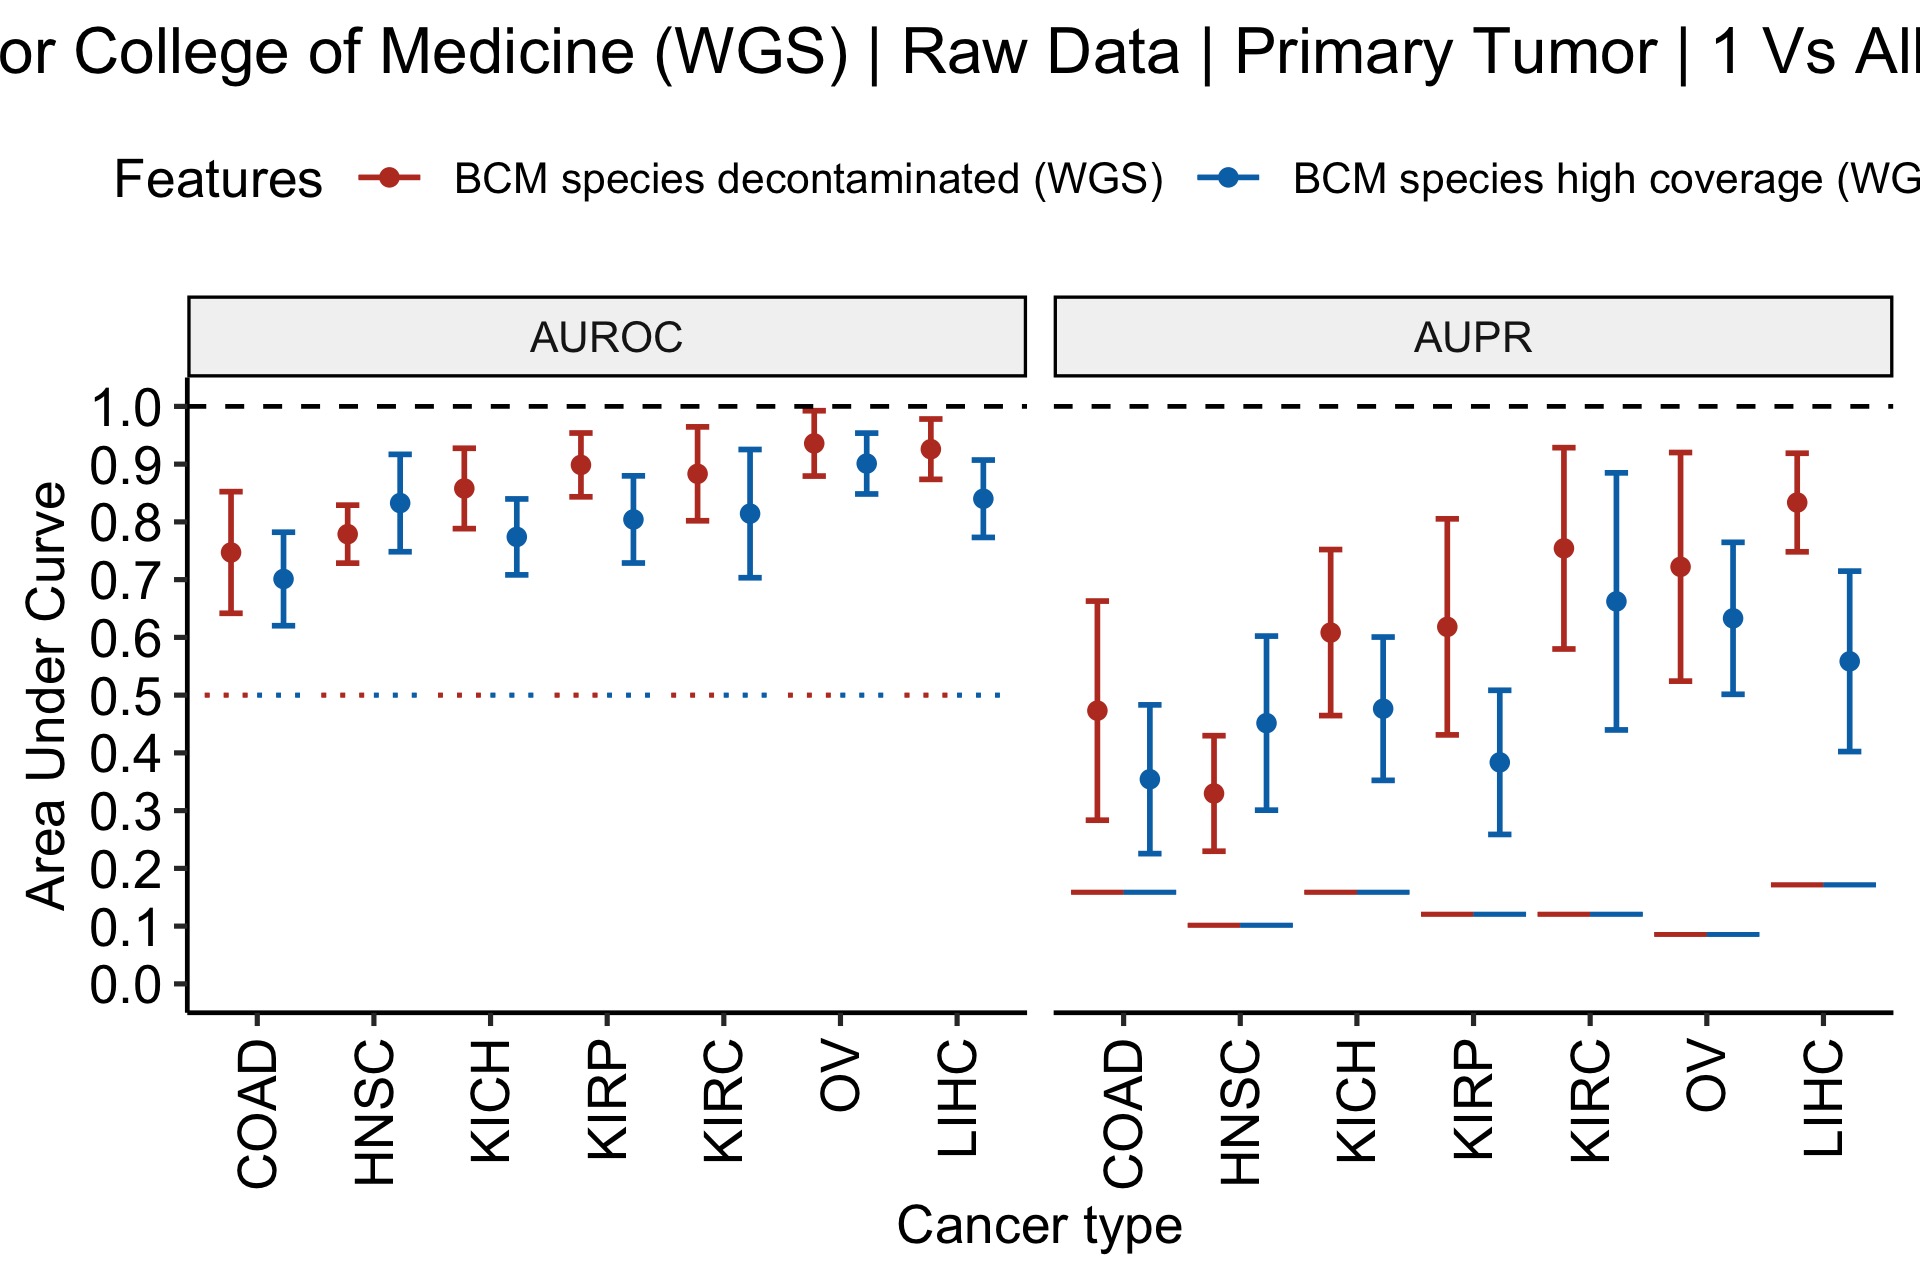 or College of Medicine (WGS) | Raw Data | Primary Tumor | 1 Vs All
Features BCM species decontaminated (WGS) BCM species high coverage (WG
AUROC AUPR
Area Under Curve
1.0
0.9
0.8
0.7
0.6
0.5
0.4
0.3
0.2
0.1
0.0
COAD HNSC KICH KIRP KIRC OV LIHC COAD HNSC KICH KIRP KIRC OV LIHC
Cancer type